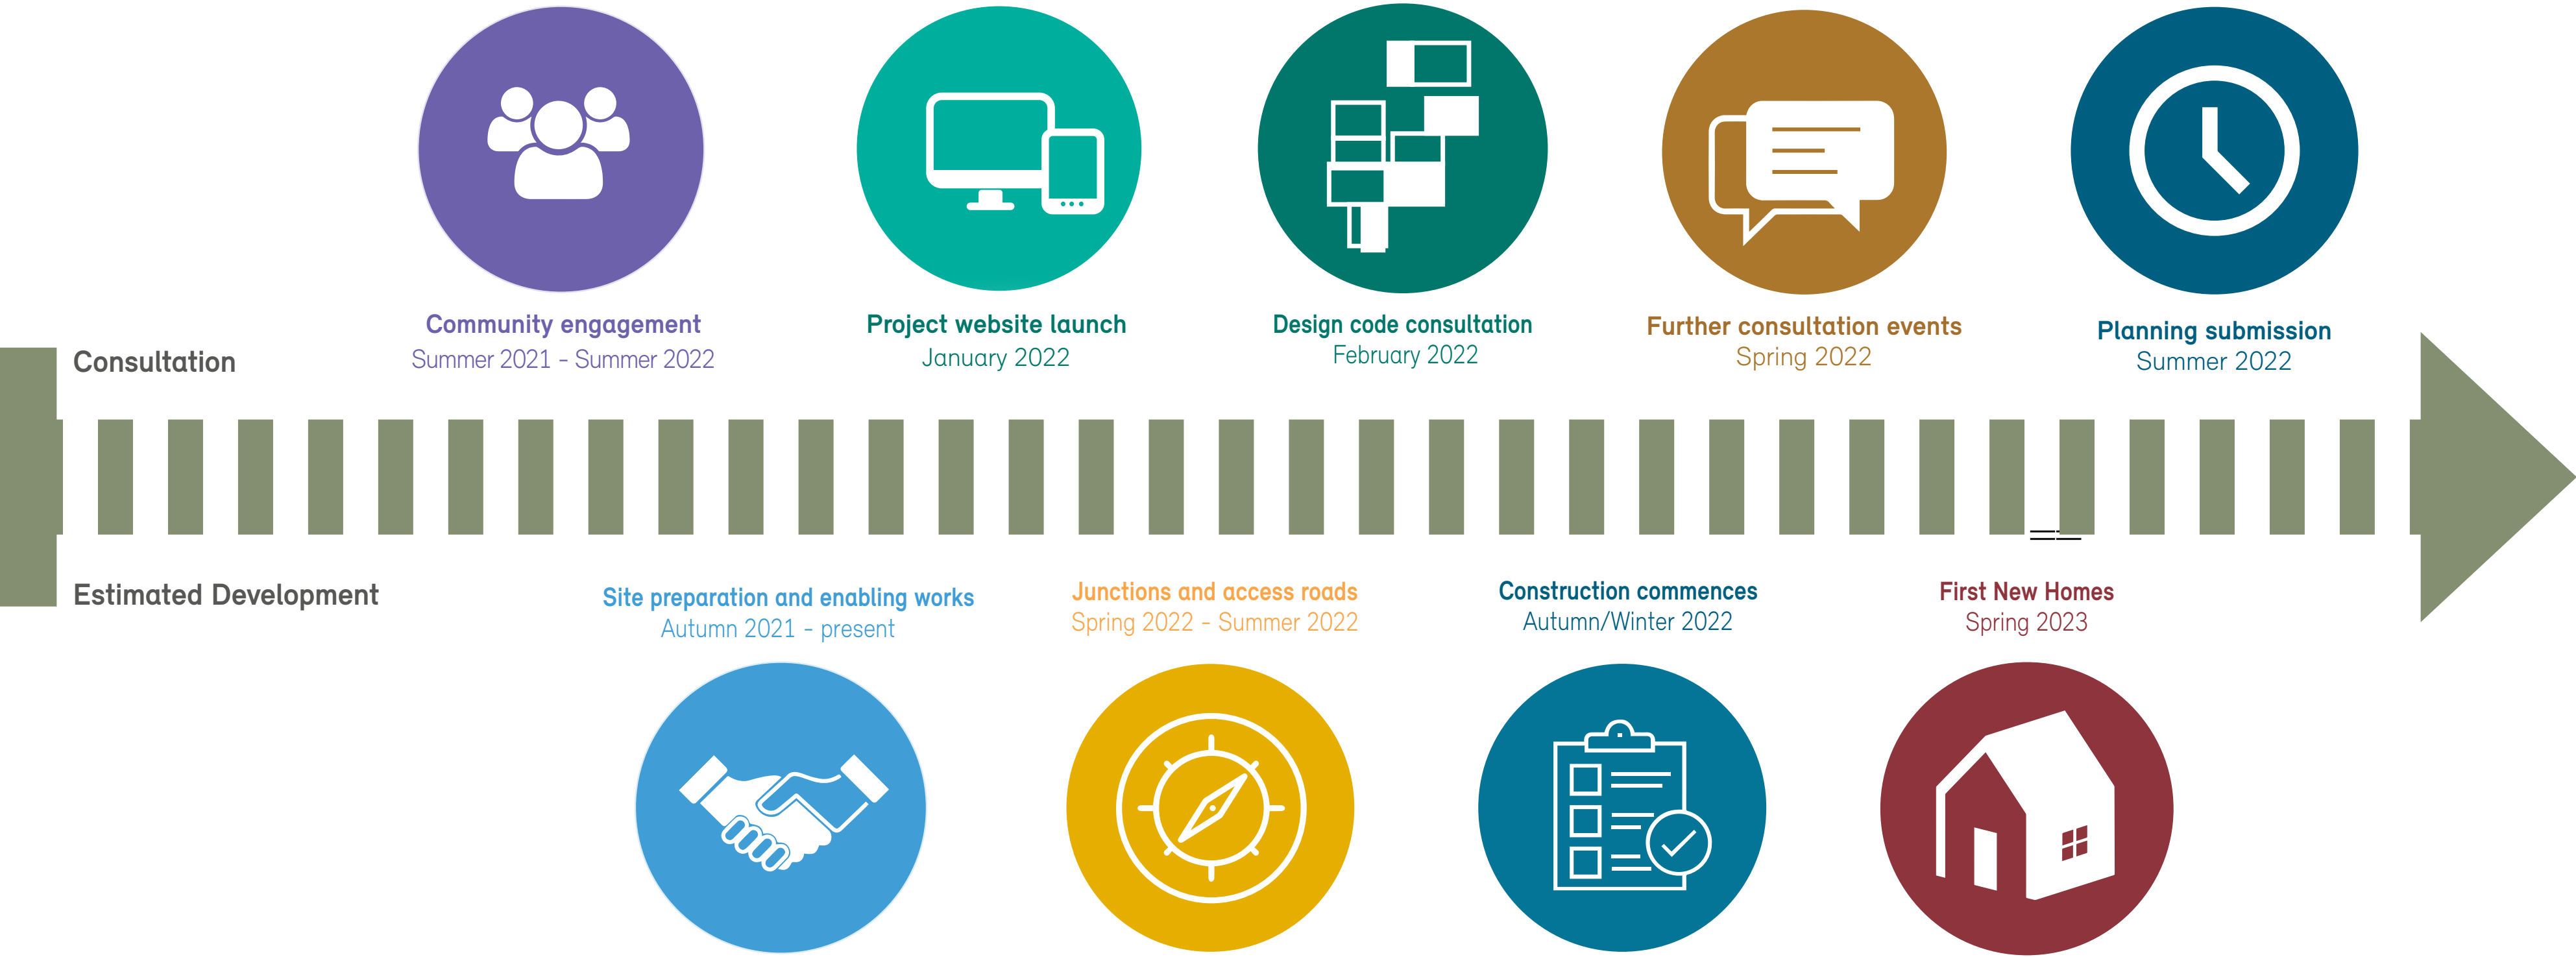 Community engagement
Summer 2021 - Summer 2022
Project website launch
January 2022
Design code consultation
February 2022
Further consultation events
Spring 2022
Planning submission
Summer 2022
Consultation
Estimated Development
Site preparation and enabling works
Autumn 2021 - present
Junctions and access roads
Spring 2022 - Summer 2022
Construction commences
Autumn/Winter 2022
First New Homes
Spring 2023